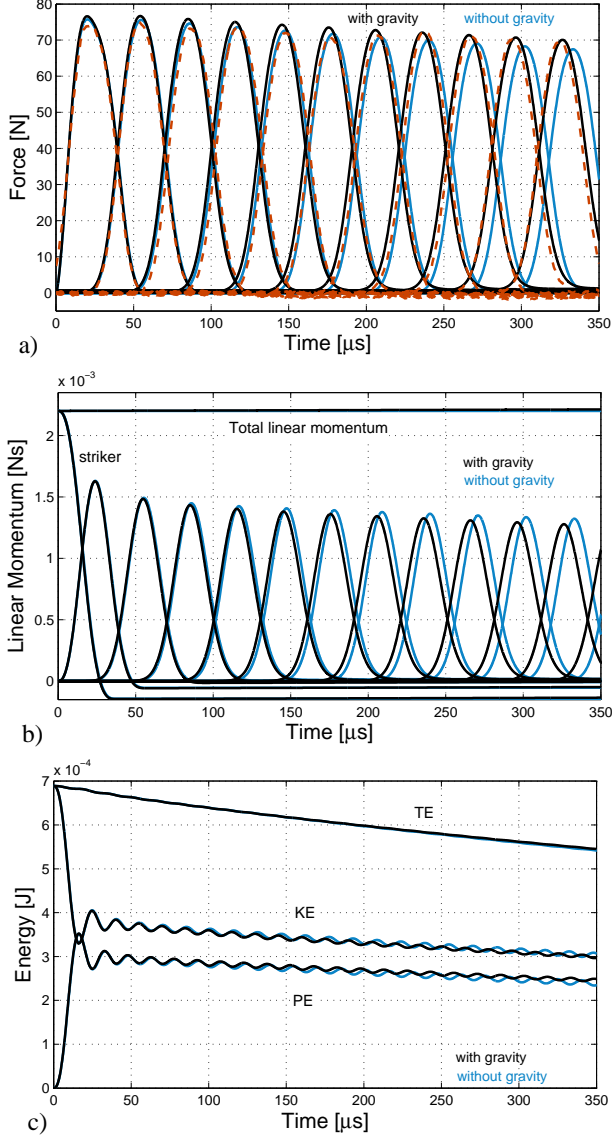 80
70
60
50
40
30
20
10
0
Force [N]
with gravity without gravity
0 50 100 150 200 250 300 350
Time [μs]
a)
x 10⁻³
2
1.5
1
0.5
0
Linear Momentum [Ns]
Total linear momentum
striker
with gravity
without gravity
0 50 100 150 200 250 300 350
Time [μs]
b)
x 10⁻⁴
7
6
5
4
3
2
1
0
Energy [J]
TE
KE
PE
with gravity
without gravity
0 50 100 150 200 250 300 350
Time [μs]
c)